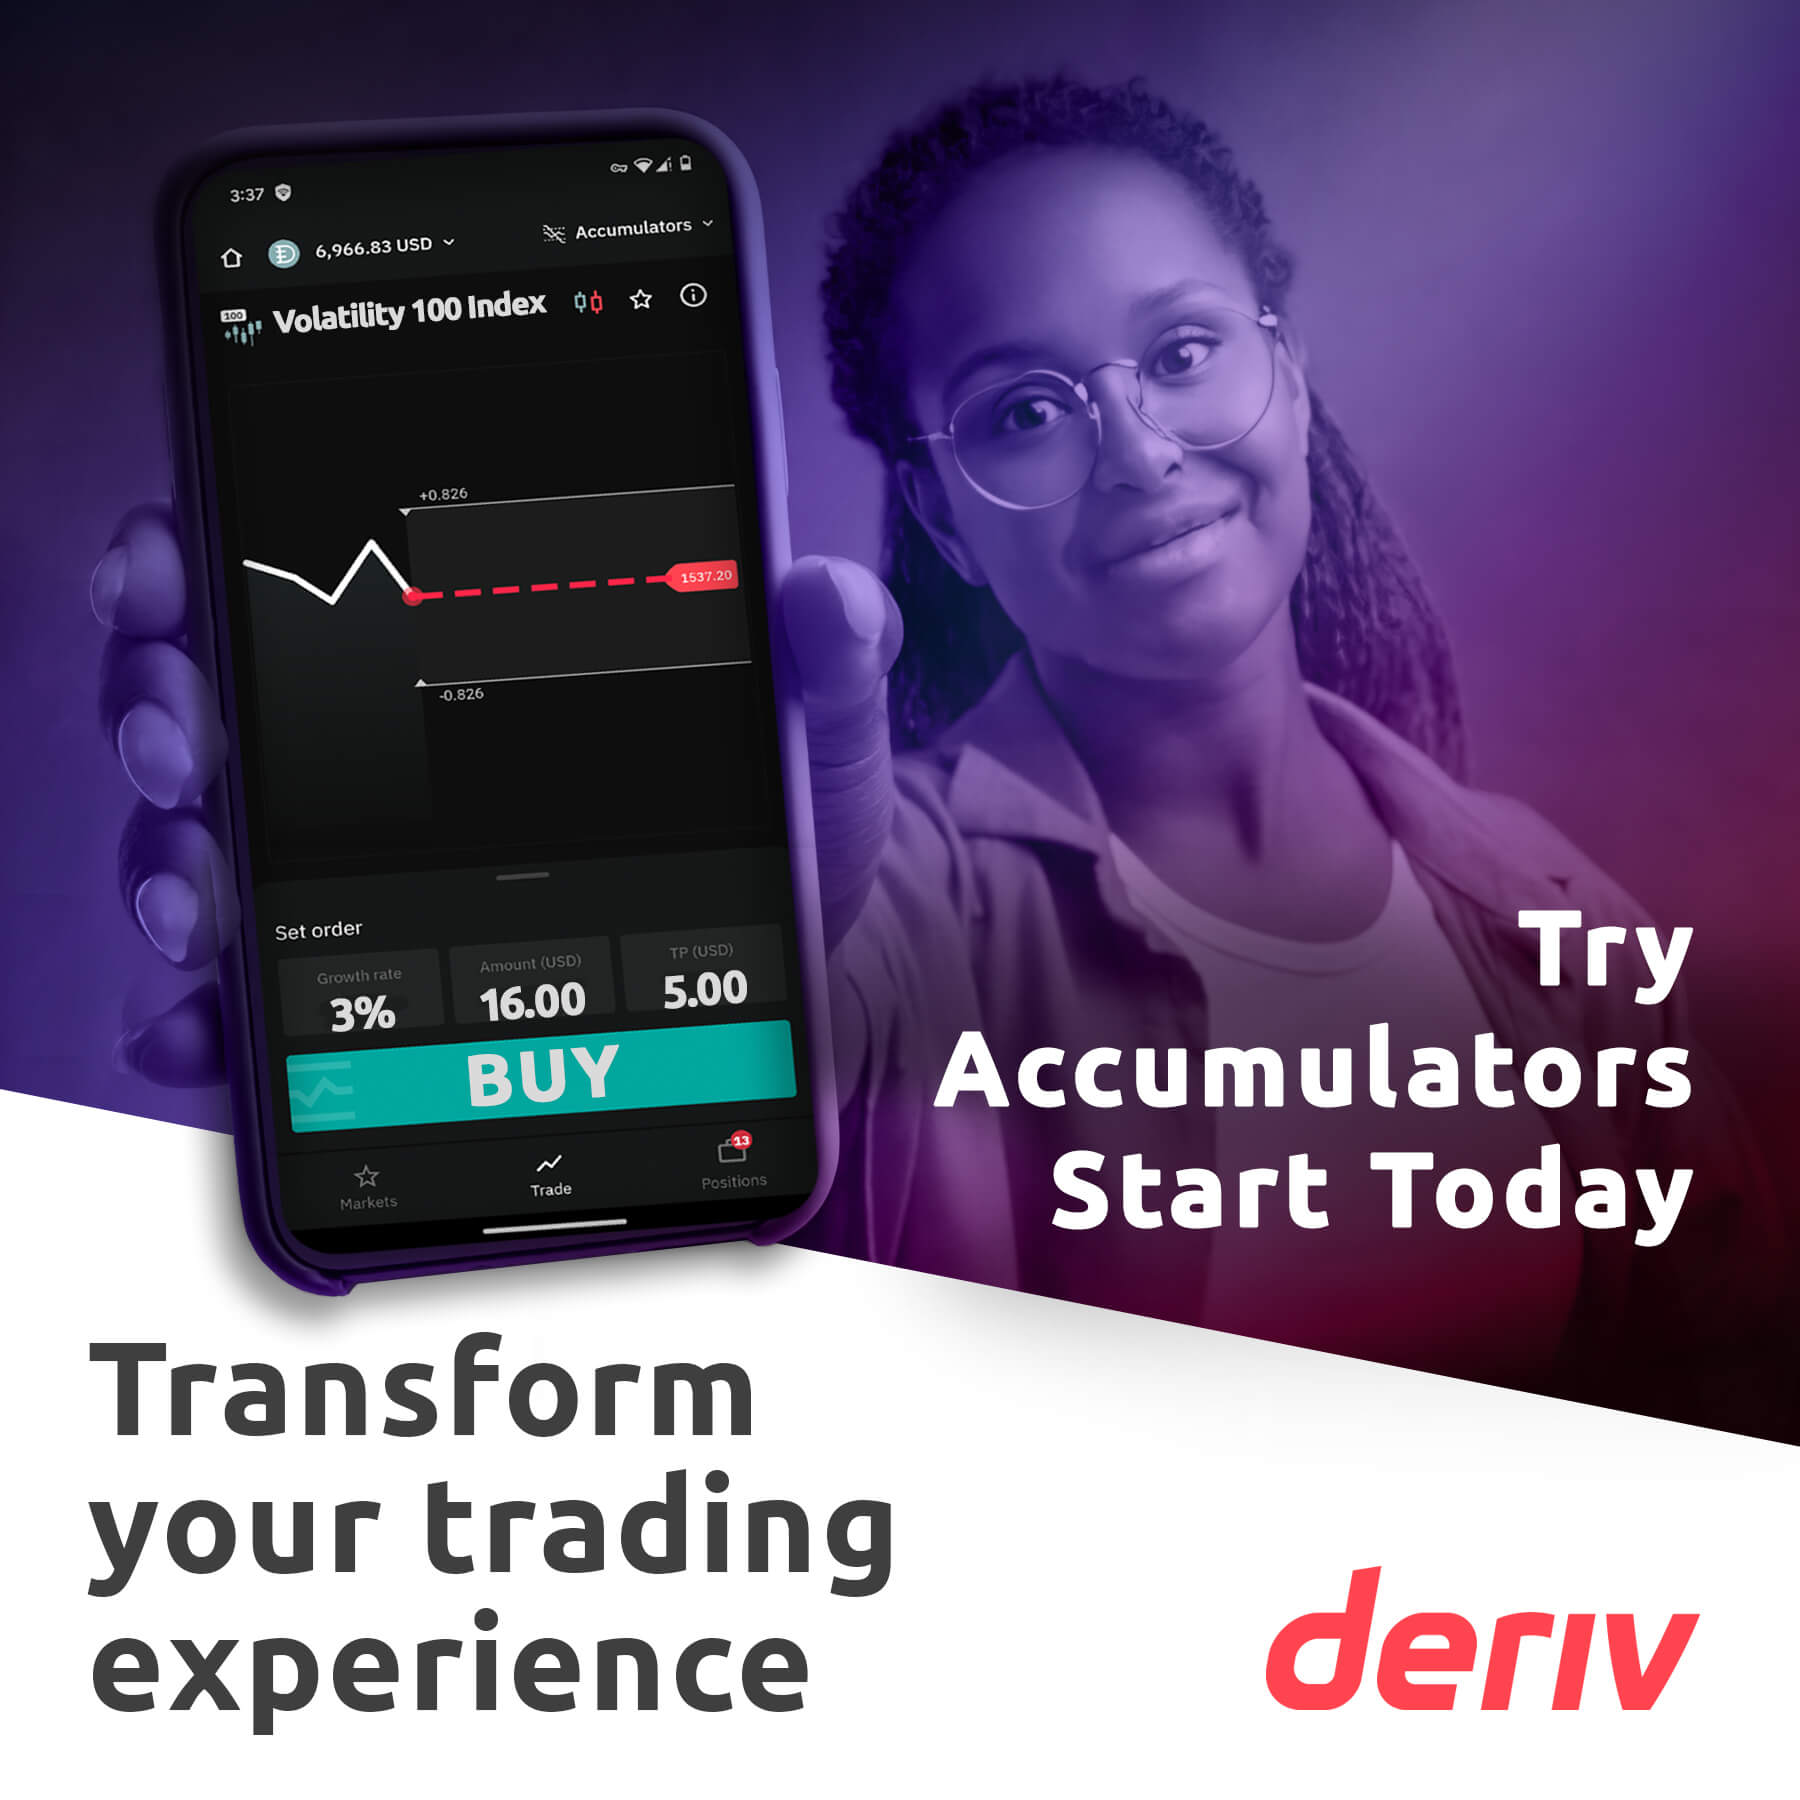 3:37
6,966.83 USD
Accumulators
100
Volatility 100 Index
+0.826
1537.20
-0.826
Set order
Growth rate
3%
Amount (USD)
16.00
TP (USD)
5.00
BUY
Markets
Trade
13
Positions
Try
Accumulators
Start Today
Transform
your trading
experience
deriv